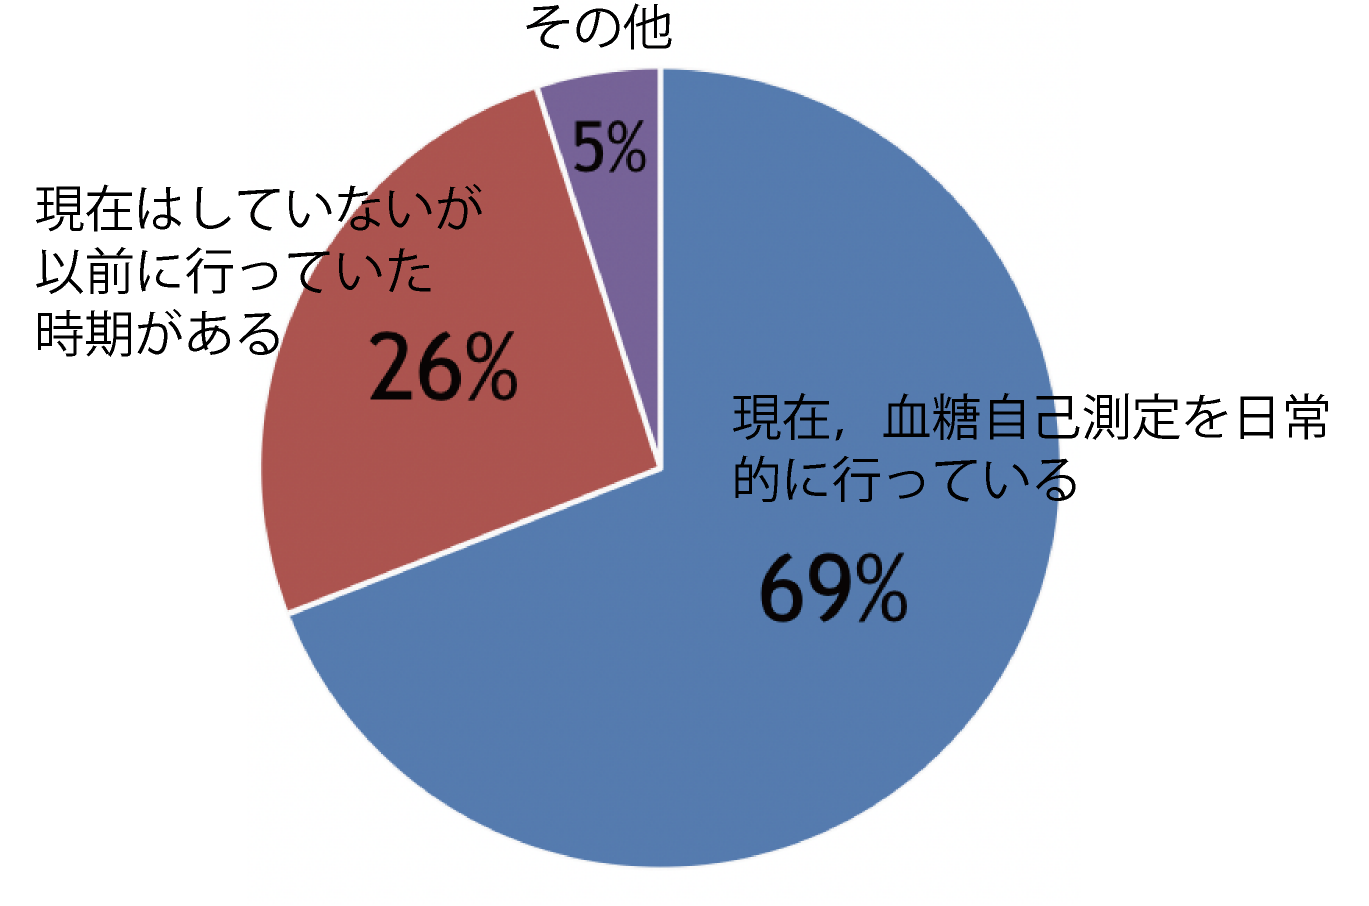 その他
5%
現在はしていないが
以前に行っていた
時期がある
26%
現在，血糖自己測定を日常
的に行っている
69%